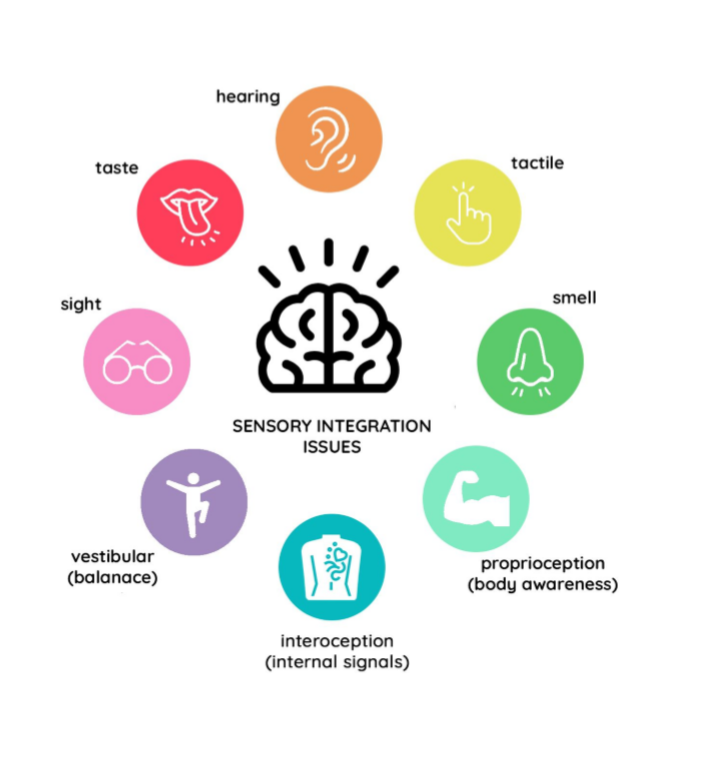 hearing
taste
tactile
sight
smell
SENSORY INTEGRATION
ISSUES
vestibular
(balanace)
proprioception
(body awareness)
interoception
(internal signals)